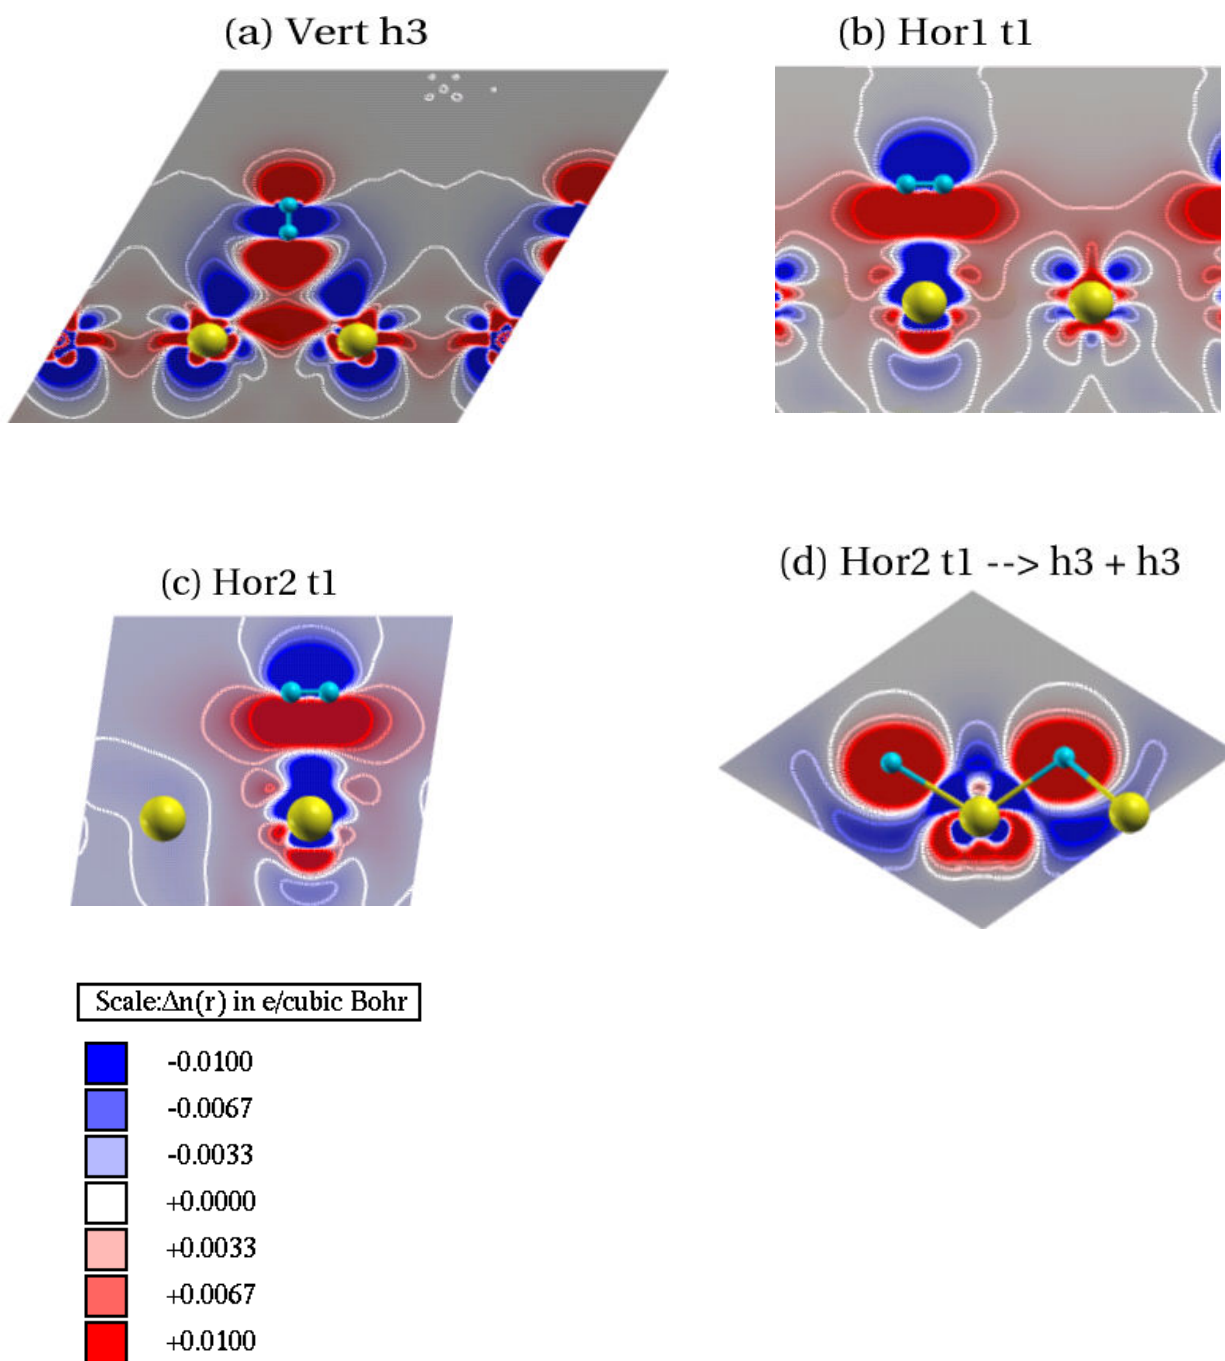 (a) Vert h3
(b) Hor1 t1
(c) Hor2 t1
(d) Hor2 t1 --> h3 + h3
Scale:Δn(r) in e/cubic Bohr
-0.0100
-0.0067
-0.0033
+0.0000
+0.0033
+0.0067
+0.0100